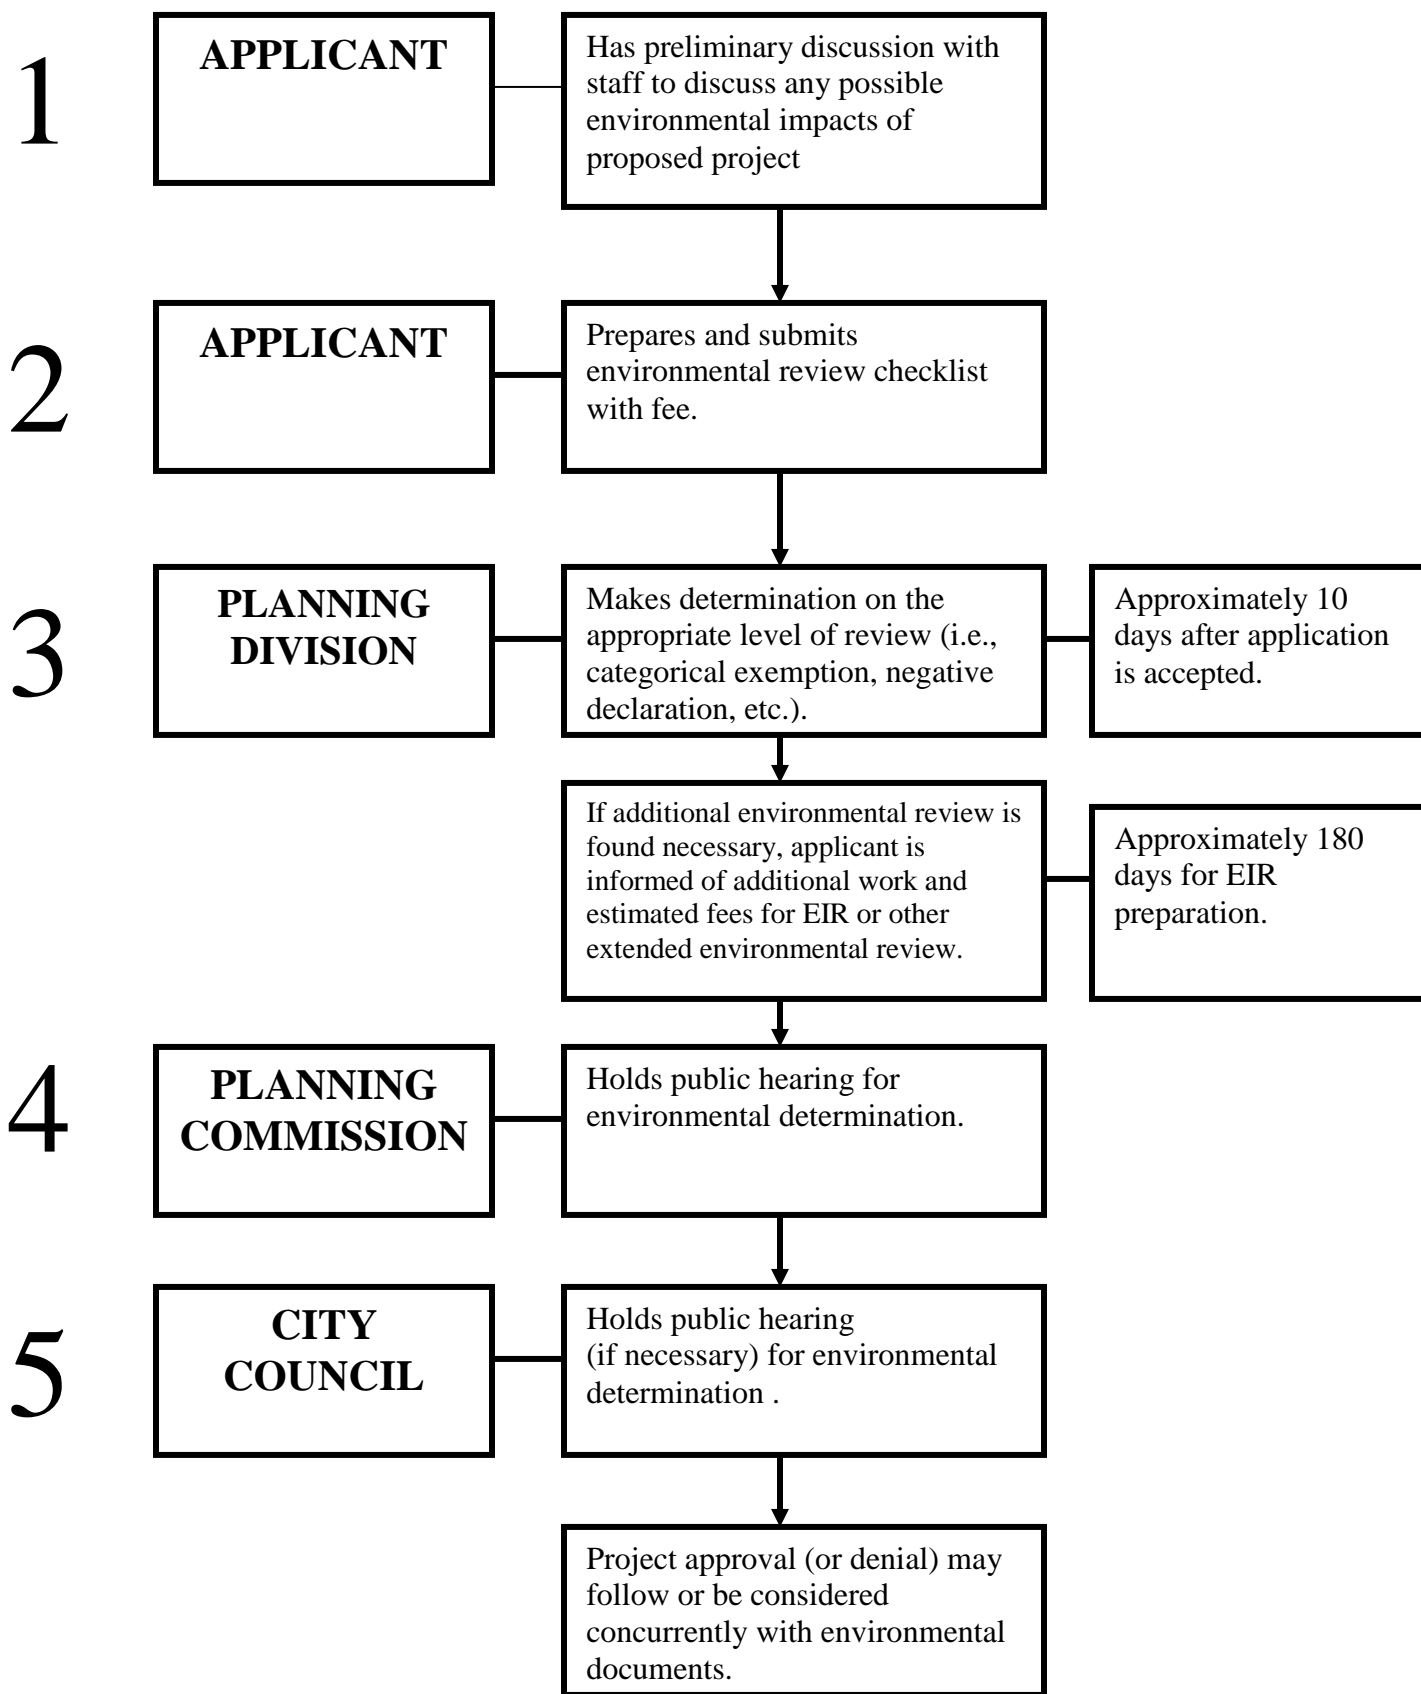 1
APPLICANT
Has preliminary discussion with
staff to discuss any possible
environmental impacts of
proposed project
2
APPLICANT
Prepares and submits
environmental review checklist
with fee.
3
PLANNING
DIVISION
Makes determination on the
appropriate level of review (i.e.,
categorical exemption, negative
declaration, etc.).
Approximately 10
days after application
is accepted.
If additional environmental review is
found necessary, applicant is
informed of additional work and
estimated fees for EIR or other
extended environmental review.
Approximately 180
days for EIR
preparation.
4
PLANNING
COMMISSION
Holds public hearing for
environmental determination.
5
CITY
COUNCIL
Holds public hearing
(if necessary) for environmental
determination .
Project approval (or denial) may
follow or be considered
concurrently with environmental
documents.